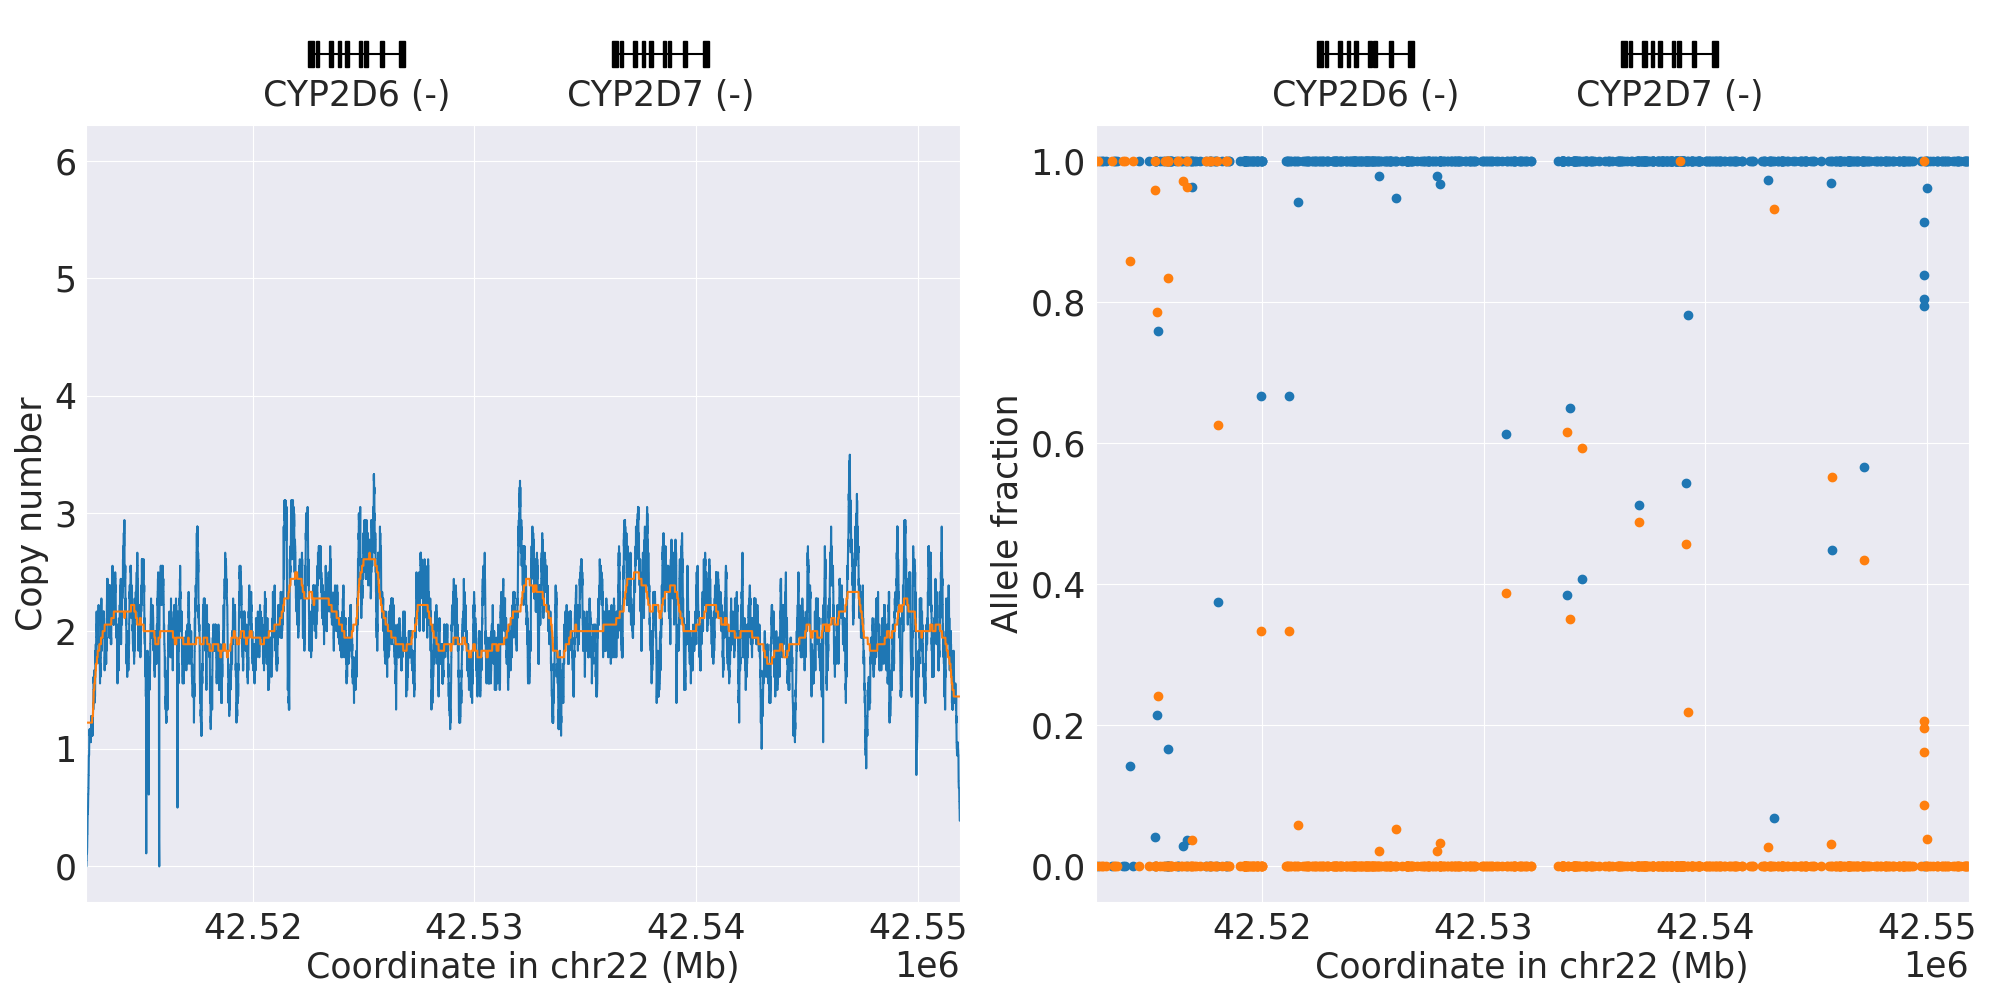 CYP2D6 (-) CYP2D7 (-)
6
5
4
3
2
1
0
Copy number
42.52 42.53 42.54 42.55
Coordinate in chr22 (Mb)
1e6
CYP2D6 (-) CYP2D7 (-)
1.0
0.8
0.6
0.4
0.2
0.0
Allele fraction
42.52 42.53 42.54 42.55
Coordinate in chr22 (Mb)
1e6